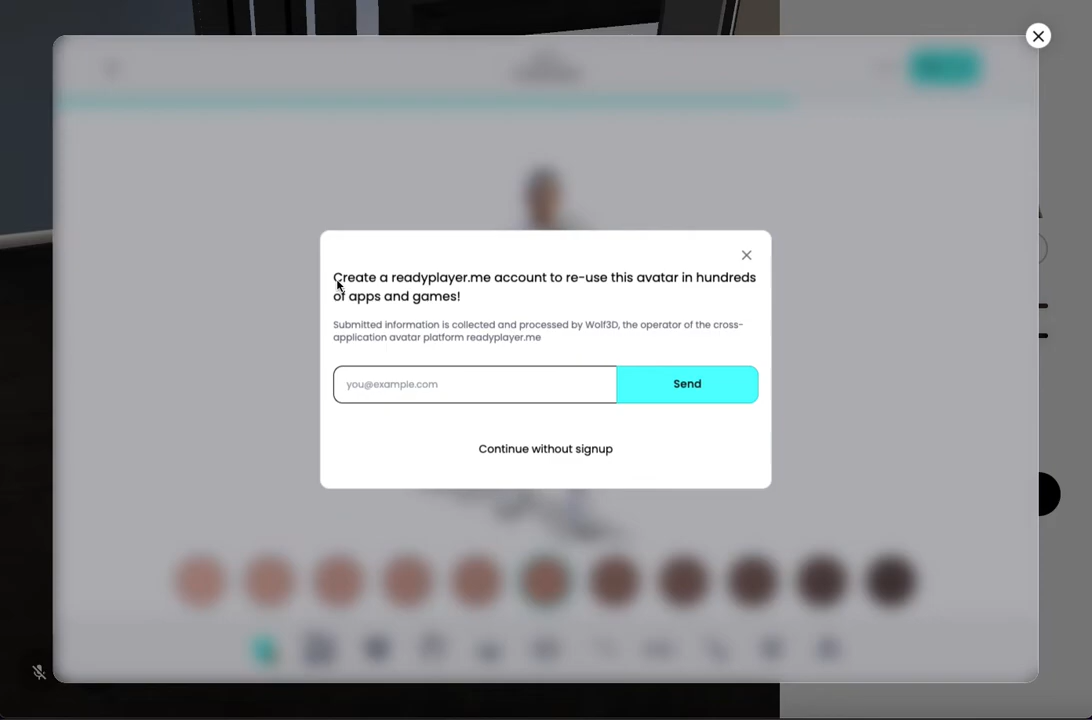 Create a readyplayer.me account to re-use this avatar in hundreds
of apps and games!
Submitted information is collected and processed by Wolf3D, the operator of the cross-
application avatar platform readyplayer.me
you@example.com
Send
Continue without signup